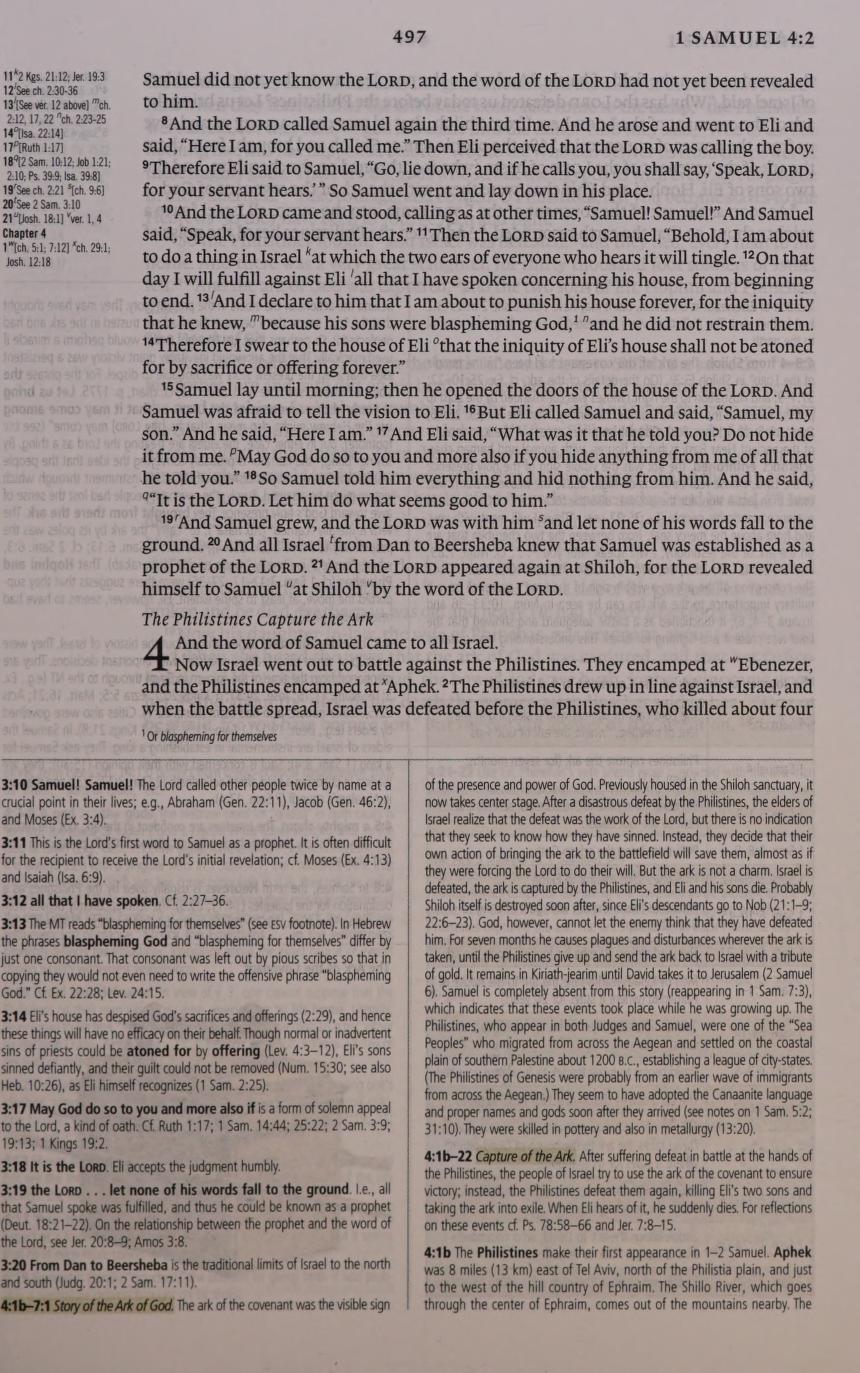 497
1 SAMUEL 4:2
11ᵏ2 Kgs. 21:12; Jer. 19:3
12ˡSee ch. 2:30-36
13ˡ[See ver. 12 above] ᵐch.
2:12, 17, 22 ⁿch. 2:23-25
14ᵒ[Isa. 22:14]
17ᵖ[Ruth 1:17]
18ᑫ[2 Sam. 10:12; Job 1:21;
2:10; Ps. 39:9; Isa. 39:8]
19ʳSee ch. 2:21 ˢ[ch. 9:6]
20ᵗSee 2 Sam. 3:10
21ᵘ[Josh. 18:1] ᵛver. 1, 4
Chapter 4
1ʷ[ch. 5:1; 7:12] ˣch. 29:1;
Josh. 12:18
Samuel did not yet know the LORD, and the word of the LORD had not yet been revealed
to him.
⁸And the LORD called Samuel again the third time. And he arose and went to Eli and
said, “Here I am, for you called me.” Then Eli perceived that the LORD was calling the boy.
⁹Therefore Eli said to Samuel, “Go, lie down, and if he calls you, you shall say, ‘Speak, LORD,
for your servant hears.’” So Samuel went and lay down in his place.
¹⁰And the LORD came and stood, calling as at other times, “Samuel! Samuel!” And Samuel
said, “Speak, for your servant hears.” ¹¹Then the LORD said to Samuel, “Behold, I am about
to do a thing in Israel ᵏat which the two ears of everyone who hears it will tingle. ¹²On that
day I will fulfill against Eli ˡall that I have spoken concerning his house, from beginning
to end. ¹³ˡAnd I declare to him that I am about to punish his house forever, for the iniquity
that he knew, ᵐbecause his sons were blaspheming God,¹ ⁿand he did not restrain them.
¹⁴Therefore I swear to the house of Eli ᵒthat the iniquity of Eli’s house shall not be atoned
for by sacrifice or offering forever.”
¹⁵Samuel lay until morning; then he opened the doors of the house of the LORD. And
Samuel was afraid to tell the vision to Eli. ¹⁶But Eli called Samuel and said, “Samuel, my
son.” And he said, “Here I am.” ¹⁷And Eli said, “What was it that he told you? Do not hide
it from me. ᵖMay God do so to you and more also if you hide anything from me of all that
he told you.” ¹⁸So Samuel told him everything and hid nothing from him. And he said,
ᑫ“It is the LORD. Let him do what seems good to him.”
¹⁹ʳAnd Samuel grew, and the LORD was with him ˢand let none of his words fall to the
ground. ²⁰And all Israel ᵗfrom Dan to Beersheba knew that Samuel was established as a
prophet of the LORD. ²¹And the LORD appeared again at Shiloh, for the LORD revealed
himself to Samuel ᵘat Shiloh ᵛby the word of the LORD.
The Philistines Capture the Ark
4 And the word of Samuel came to all Israel.
Now Israel went out to battle against the Philistines. They encamped at ʷEbenezer,
and the Philistines encamped at ˣAphek. ²The Philistines drew up in line against Israel, and
when the battle spread, Israel was defeated before the Philistines, who killed about four
¹ Or blaspheming for themselves
3:10 Samuel! Samuel! The Lord called other people twice by name at a
crucial point in their lives; e.g., Abraham (Gen. 22:11), Jacob (Gen. 46:2),
and Moses (Ex. 3:4).
3:11 This is the Lord’s first word to Samuel as a prophet. It is often difficult
for the recipient to receive the Lord’s initial revelation; cf. Moses (Ex. 4:13)
and Isaiah (Isa. 6:9).
3:12 all that I have spoken. Cf. 2:27–36.
3:13 The MT reads “blaspheming for themselves” (see ESV footnote). In Hebrew
the phrases blaspheming God and “blaspheming for themselves” differ by
just one consonant. That consonant was left out by pious scribes so that in
copying they would not even need to write the offensive phrase “blaspheming
God.” Cf. Ex. 22:28; Lev. 24:15.
3:14 Eli’s house has despised God’s sacrifices and offerings (2:29), and hence
these things will have no efficacy on their behalf. Though normal or inadvertent
sins of priests could be atoned for by offering (Lev. 4:3–12), Eli’s sons
sinned defiantly, and their guilt could not be removed (Num. 15:30; see also
Heb. 10:26), as Eli himself recognizes (1 Sam. 2:25).
3:17 May God do so to you and more also if is a form of solemn appeal
to the Lord, a kind of oath. Cf. Ruth 1:17; 1 Sam. 14:44; 25:22; 2 Sam. 3:9;
19:13; 1 Kings 19:2.
3:18 It is the LORD. Eli accepts the judgment humbly.
3:19 the LORD . . . let none of his words fall to the ground. I.e., all
that Samuel spoke was fulfilled, and thus he could be known as a prophet
(Deut. 18:21–22). On the relationship between the prophet and the word of
the Lord, see Jer. 20:8–9; Amos 3:8.
3:20 From Dan to Beersheba is the traditional limits of Israel to the north
and south (Judg. 20:1; 2 Sam. 17:11).
4:1b–7:1 Story of the Ark of God. The ark of the covenant was the visible sign
of the presence and power of God. Previously housed in the Shiloh sanctuary, it
now takes center stage. After a disastrous defeat by the Philistines, the elders of
Israel realize that the defeat was the work of the Lord, but there is no indication
that they seek to know how they have sinned. Instead, they decide that their
own action of bringing the ark to the battlefield will save them, almost as if
they were forcing the Lord to do their will. But the ark is not a charm. Israel is
defeated, the ark is captured by the Philistines, and Eli and his sons die. Probably
Shiloh itself is destroyed soon after, since Eli’s descendants go to Nob (21:1–9;
22:6–23). God, however, cannot let the enemy think that they have defeated
him. For seven months he causes plagues and disturbances wherever the ark is
taken, until the Philistines give up and send the ark back to Israel with a tribute
of gold. It remains in Kiriath-jearim until David takes it to Jerusalem (2 Samuel
6). Samuel is completely absent from this story (reappearing in 1 Sam. 7:3),
which indicates that these events took place while he was growing up. The
Philistines, who appear in both Judges and Samuel, were one of the “Sea
Peoples” who migrated from across the Aegean and settled on the coastal
plain of southern Palestine about 1200 B.C., establishing a league of city-states.
(The Philistines of Genesis were probably from an earlier wave of immigrants
from across the Aegean.) They seem to have adopted the Canaanite language
and proper names and gods soon after they arrived (see notes on 1 Sam. 5:2;
31:10). They were skilled in pottery and also in metallurgy (13:20).
4:1b–22 Capture of the Ark. After suffering defeat in battle at the hands of
the Philistines, the people of Israel try to use the ark of the covenant to ensure
victory; instead, the Philistines defeat them again, killing Eli’s two sons and
taking the ark into exile. When Eli hears of it, he suddenly dies. For reflections
on these events cf. Ps. 78:58–66 and Jer. 7:8–15.
4:1b The Philistines make their first appearance in 1–2 Samuel. Aphek
was 8 miles (13 km) east of Tel Aviv, north of the Philistia plain, and just
to the west of the hill country of Ephraim. The Shillo River, which goes
through the center of Ephraim, comes out of the mountains nearby. The